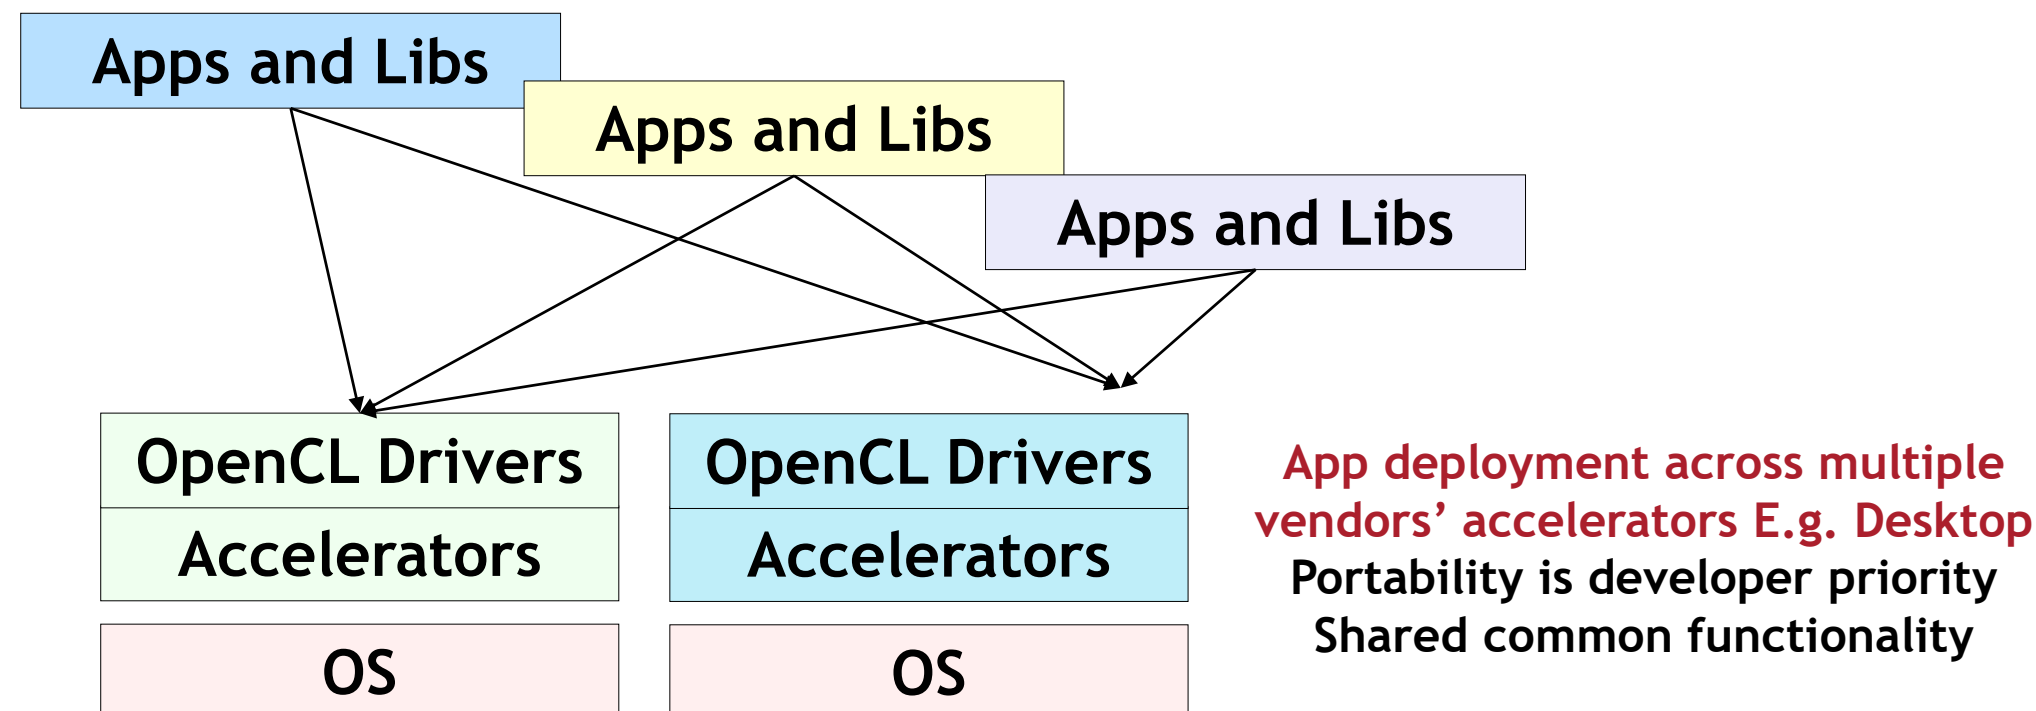 Apps and Libs
Apps and Libs
Apps and Libs
OpenCL Drivers
Accelerators
OS
OpenCL Drivers
Accelerators
OS
App deployment across multiple
vendors’ accelerators E.g. Desktop
Portability is developer priority
Shared common functionality